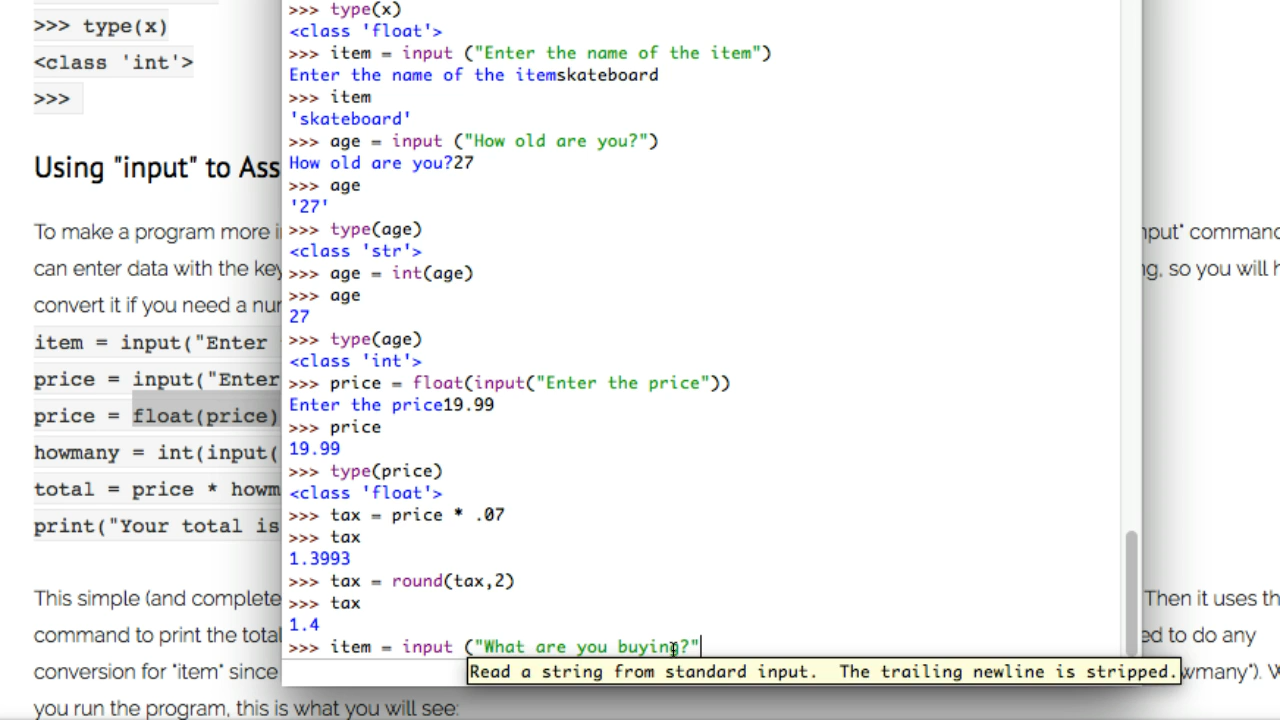 >>> type(x)
<class 'int'>
>>>
Using "input" to Ass
To make a program more i
can enter data with the key
convert it if you need a nu
item = input("Enter
price = input("Enter
price = float(price)
howmany = int(input(
total = price * howm
print("Your total is
This simple (and complete
command to print the total
conversion for "item" since
you run the program, this is what you will see:
>>> type(x)
<class 'float'>
>>> item = input ("Enter the name of the item")
Enter the name of the itemskateboard
>>> item
'skateboard'
>>> age = input ("How old are you?")
How old are you?27
>>> age
'27'
>>> type(age)
<class 'str'>
>>> age = int(age)
>>> age
27
>>> type(age)
<class 'int'>
>>> price = float(input("Enter the price"))
Enter the price19.99
>>> price
19.99
>>> type(price)
<class 'float'>
>>> tax = price * .07
>>> tax
1.3993
>>> tax = round(tax,2)
>>> tax
1.4
>>> item = input ("What are you buying?"
Read a string from standard input. The trailing newline is stripped.
nput" command
ng, so you will h
Then it uses th
ed to do any
wmany"). W